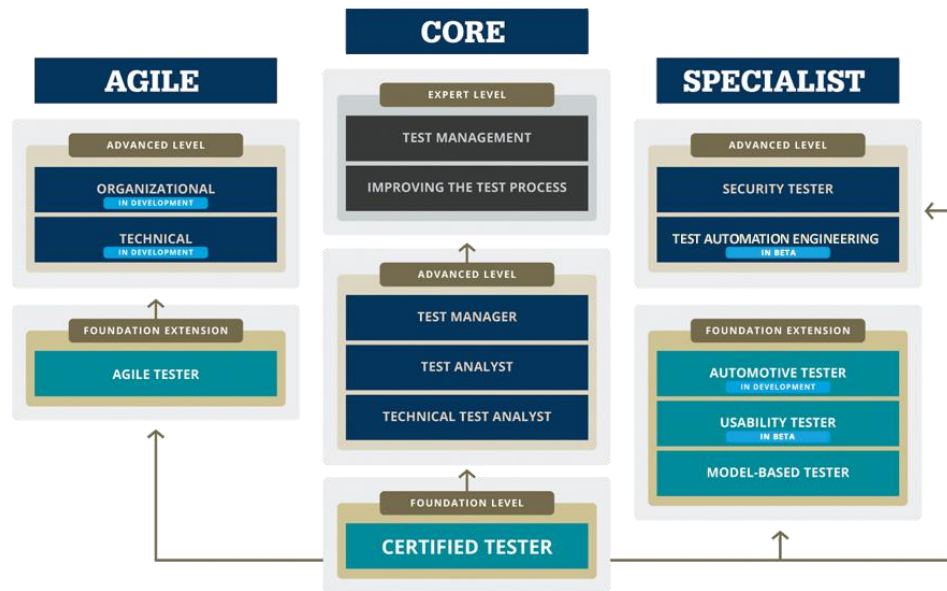 AGILE
ADVANCED LEVEL
ORGANIZATIONAL
IN DEVELOPMENT
TECHNICAL
IN DEVELOPMENT
FOUNDATION EXTENSION
AGILE TESTER
CORE
EXPERT LEVEL
TEST MANAGEMENT
IMPROVING THE TEST PROCESS
ADVANCED LEVEL
TEST MANAGER
TEST ANALYST
TECHNICAL TEST ANALYST
FOUNDATION LEVEL
CERTIFIED TESTER
SPECIALIST
ADVANCED LEVEL
SECURITY TESTER
TEST AUTOMATION ENGINEERING
IN BETA
FOUNDATION EXTENSION
AUTOMOTIVE TESTER
IN DEVELOPMENT
USABILITY TESTER
IN BETA
MODEL-BASED TESTER